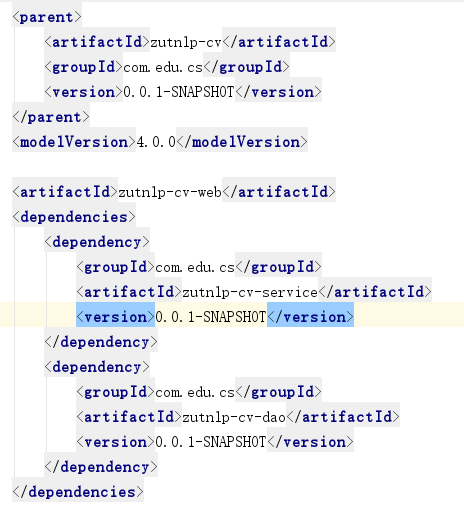 <parent>
<artifactId>zutnlp-cv</artifactId>
<groupId>com.edu.cs</groupId>
<version>0.0.1-SNAPSHOT</version>
</parent>
<modelVersion>4.0.0</modelVersion>
<artifactId>zutnlp-cv-web</artifactId>
<dependencies>
<dependency>
<groupId>com.edu.cs</groupId>
<artifactId>zutnlp-cv-service</artifactId>
<version>0.0.1-SNAPSHOT</version>
</dependency>
<dependency>
<groupId>com.edu.cs</groupId>
<artifactId>zutnlp-cv-dao</artifactId>
<version>0.0.1-SNAPSHOT</version>
</dependency>
</dependencies>